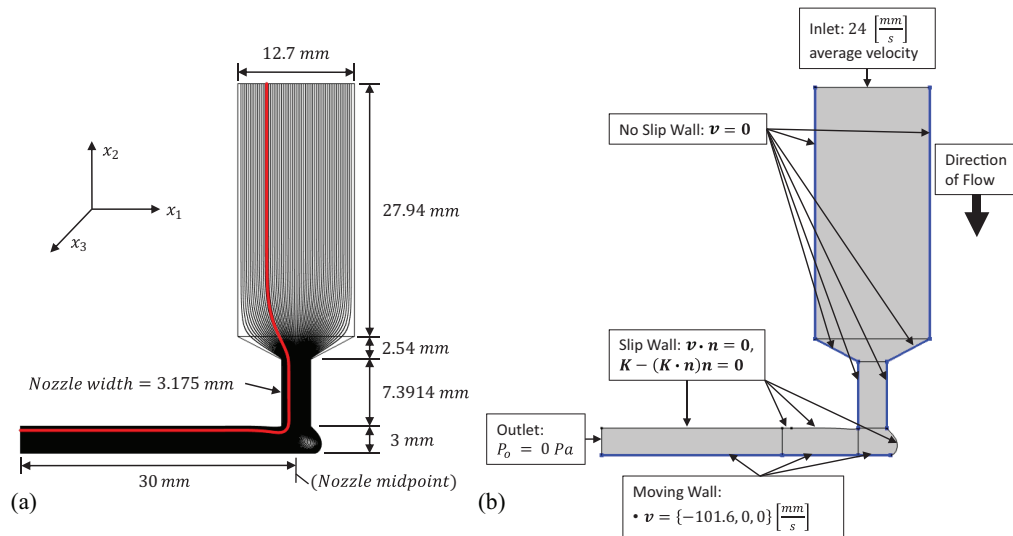 (a)
12.7 mm
x₂
x₁
x₃
27.94 mm
2.54 mm
Nozzle width = 3.175 mm
7.3914 mm
3 mm
30 mm
(Nozzle midpoint)
(b)
Inlet: 24 [mm/s]
average velocity
No Slip Wall: v = 0
Direction
of Flow
Slip Wall: v · n = 0,
K − (K · n)n = 0
Outlet:
Pₒ = 0 Pa
Moving Wall:
• v = {−101.6, 0, 0} [mm/s]